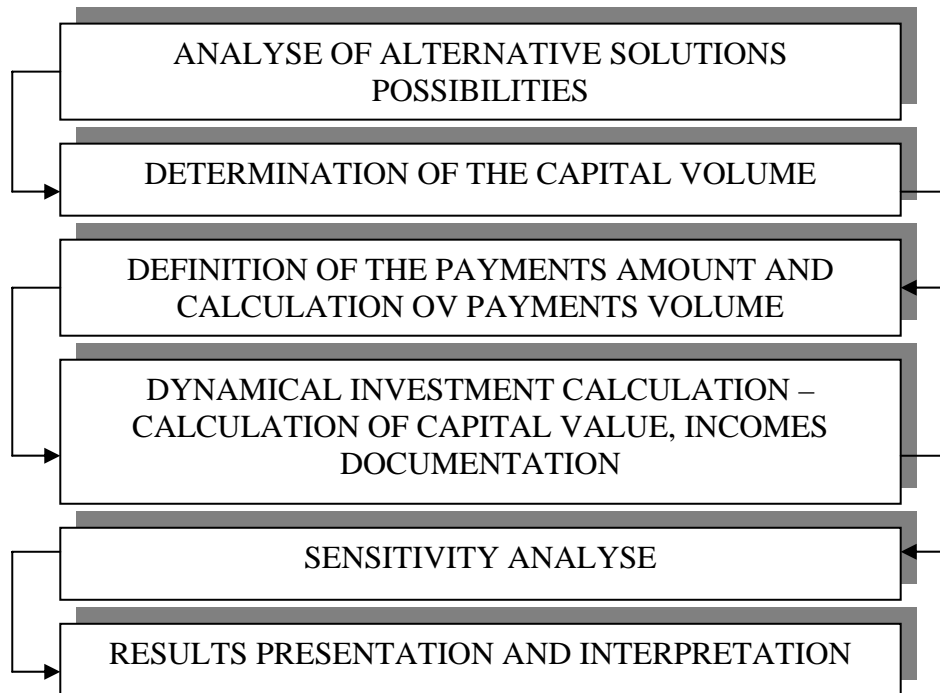 ANALYSE OF ALTERNATIVE SOLUTIONS
POSSIBILITIES
DETERMINATION OF THE CAPITAL VOLUME
DEFINITION OF THE PAYMENTS AMOUNT AND
CALCULATION OV PAYMENTS VOLUME
DYNAMICAL INVESTMENT CALCULATION –
CALCULATION OF CAPITAL VALUE, INCOMES
DOCUMENTATION
SENSITIVITY ANALYSE
RESULTS PRESENTATION AND INTERPRETATION